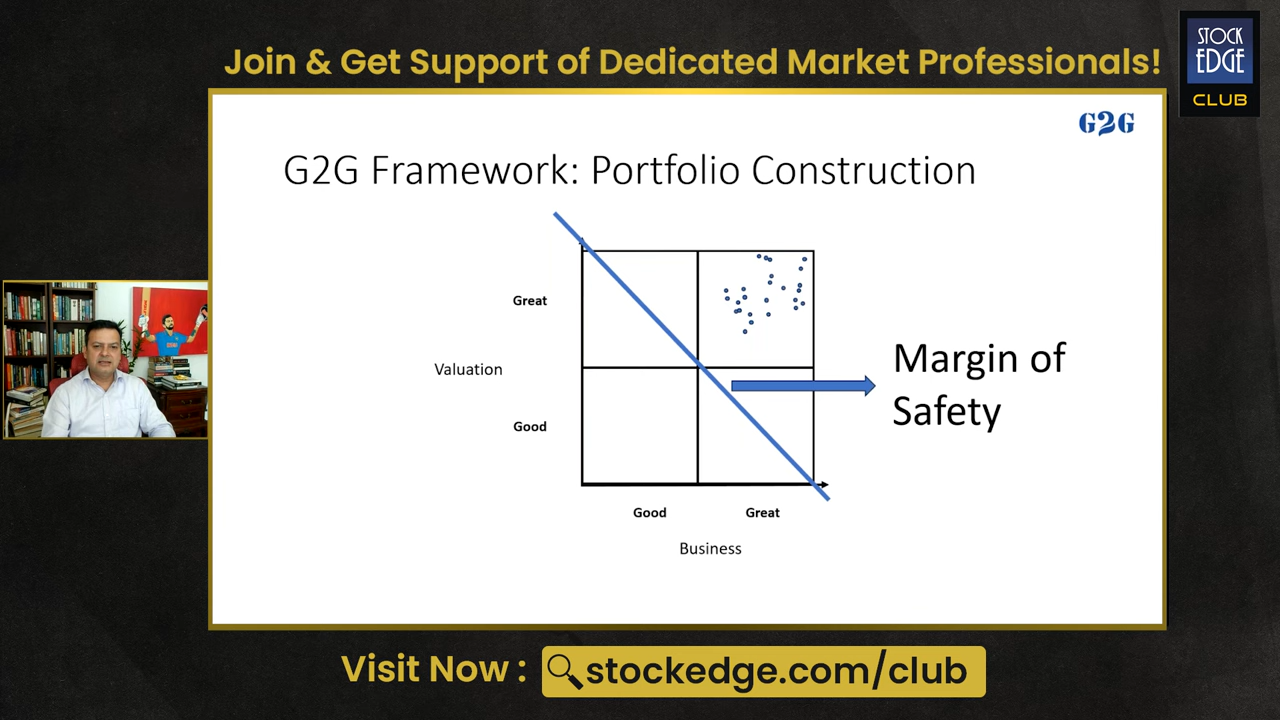 Join & Get Support of Dedicated Market Professionals!
STOCK
EDGE
CLUB
G2G
G2G Framework: Portfolio Construction
Great
Valuation
Good
Margin of
Safety
Good
Great
Business
Visit Now :
stockedge.com/club